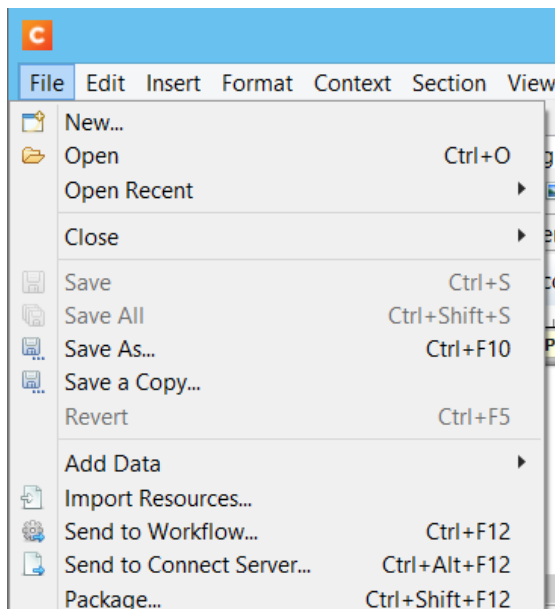 C
File Edit Insert Format Context Section View
New...
Open Ctrl+O
Open Recent
Close
Save Ctrl+S
Save All Ctrl+Shift+S
Save As... Ctrl+F10
Save a Copy...
Revert Ctrl+F5
Add Data
Import Resources...
Send to Workflow... Ctrl+F12
Send to Connect Server... Ctrl+Alt+F12
Package... Ctrl+Shift+F12